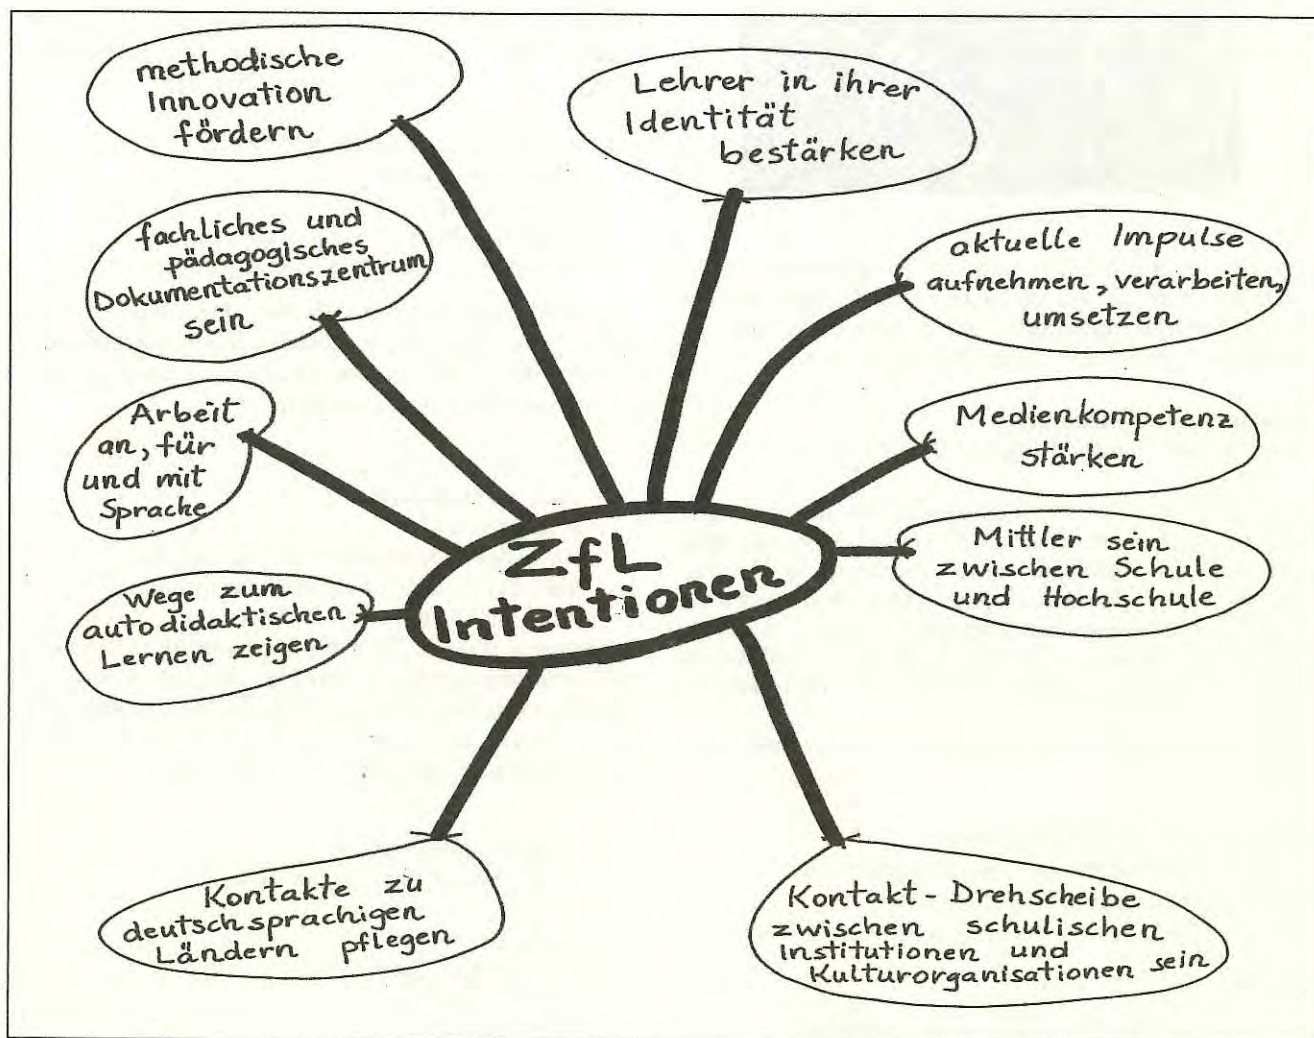 methodische
Innovation
fördern
Lehrer in ihrer
Identität
bestärken
fachliches und
pädagogisches
Dokumentationszentrum
sein
aktuelle Impulse
aufnehmen, verarbeiten,
umsetzen
Arbeit
an, für
und mit
Sprache
Medienkompetenz
stärken
ZfL
Intentionen
Mittler sein
zwischen Schule
und Hochschule
Wege zum
autodidaktischen
Lernen zeigen
Kontakte zu
deutschsprachigen
Ländern pflegen
Kontakt-Drehscheibe
zwischen schulischen
Institutionen und
Kulturorganisationen sein